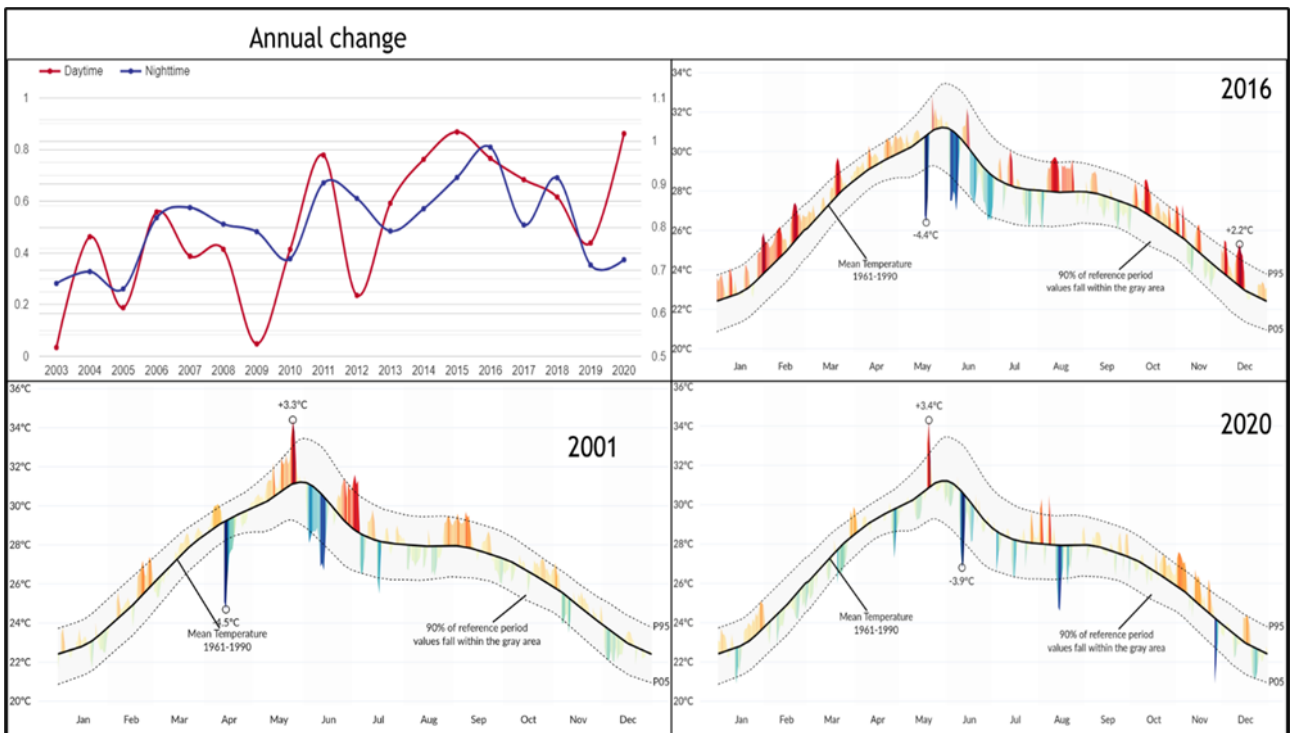 Annual change
Daytime Nighttime
1 1.1
0.8 1
0.9
0.6 0.8
0.4
0.7
0.2 0.6
0 0.5
2003 2004 2005 2006 2007 2008 2009 2010 2011 2012 2013 2014 2015 2016 2017 2018 2019 2020
34°C
2016
32°C
30°C
28°C
26°C
-4.4°C
+2.2°C
Mean Temperature
1961-1990
90% of reference period
values fall within the gray area
24°C
P95
22°C
P05
20°C
Jan Feb Mar Apr May Jun Jul Aug Sep Oct Nov Dec
36°C
+3.3°C
34°C
2001
32°C
30°C
28°C
26°C
-4.5°C
Mean Temperature
1961-1990
90% of reference period
values fall within the gray area
24°C
P95
22°C
P05
20°C
Jan Feb Mar Apr May Jun Jul Aug Sep Oct Nov Dec
36°C
+3.4°C
34°C
2020
32°C
30°C
28°C
26°C
-3.9°C
Mean Temperature
1961-1990
90% of reference period
values fall within the gray area
24°C
P95
22°C
P05
20°C
Jan Feb Mar Apr May Jun Jul Aug Sep Oct Nov Dec